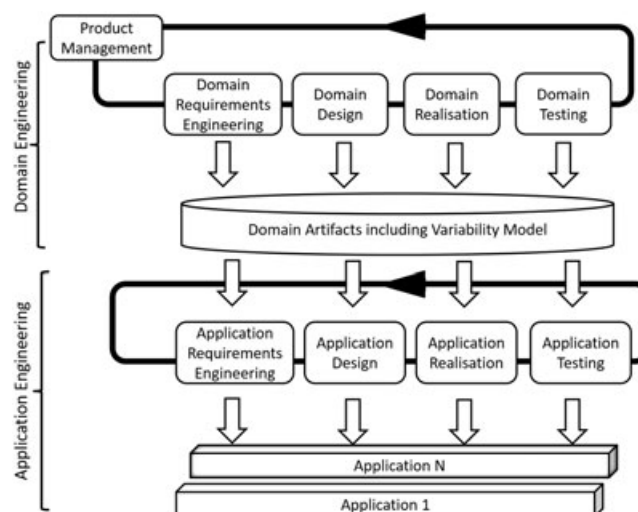 Product
Management
Domain Engineering
Domain
Requirements
Engineering
Domain
Design
Domain
Realisation
Domain
Testing
Domain Artifacts including Variability Model
Application Engineering
Application
Requirements
Engineering
Application
Design
Application
Realisation
Application
Testing
Application N
Application 1